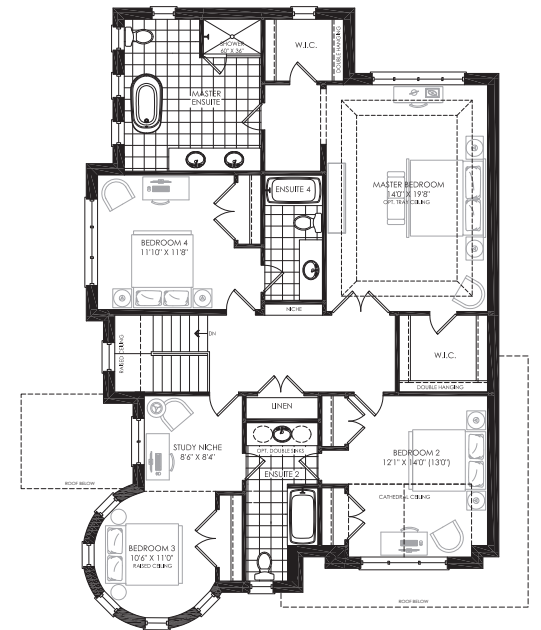 SHOWER
60" X 36"
W.I.C.
DOUBLE HANGING
MASTER
ENSUITE
ENSUITE 4
MASTER BEDROOM
14'0" X 19'8"
OPT. TRAY CEILING
BEDROOM 4
11'10" X 11'8"
NICHE
DN
RAISED CEILING
W.I.C.
DOUBLE HANGING
LINEN
STUDY NICHE
8'6" X 8'4"
OPT. DOUBLE SINKS
ENSUITE 2
BEDROOM 2
12'1" X 14'0" (13'0")
CATHEDRAL CEILING
ROOF BELOW
BEDROOM 3
10'6" X 11'0"
RAISED CEILING
ROOF BELOW